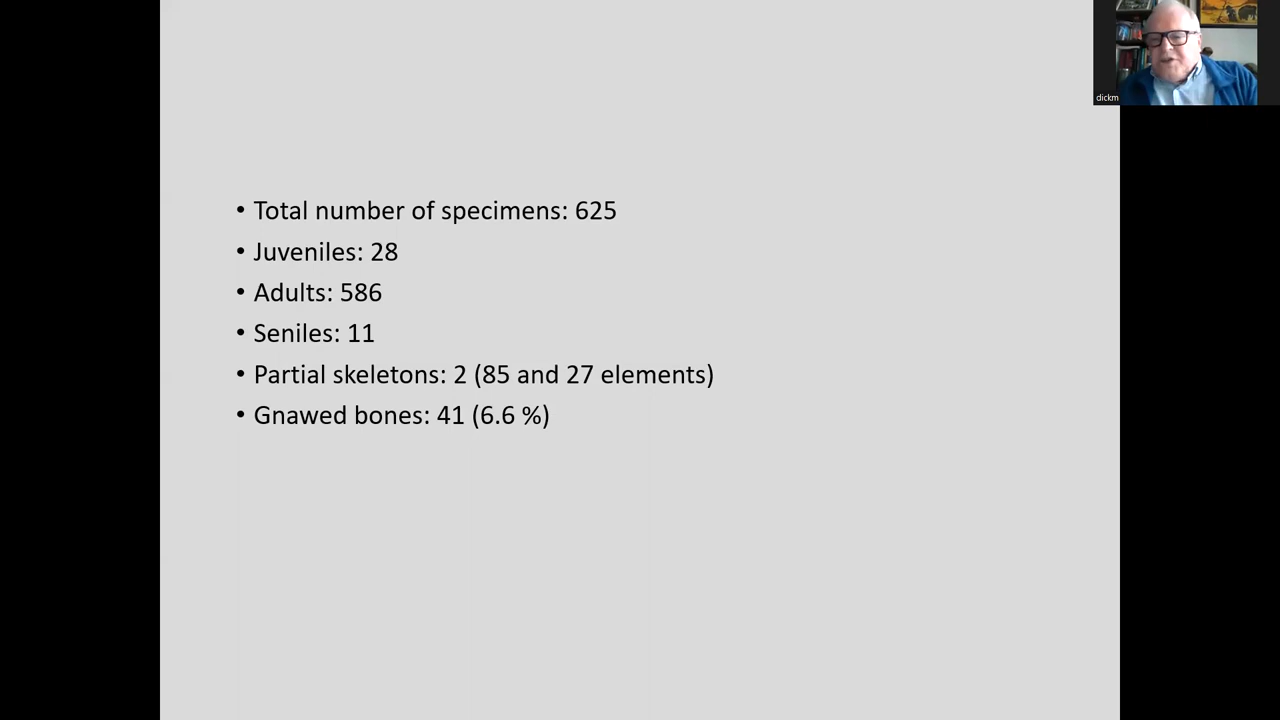 dickm
• Total number of specimens: 625
• Juveniles: 28
• Adults: 586
• Seniles: 11
• Partial skeletons: 2 (85 and 27 elements)
• Gnawed bones: 41 (6.6 %)